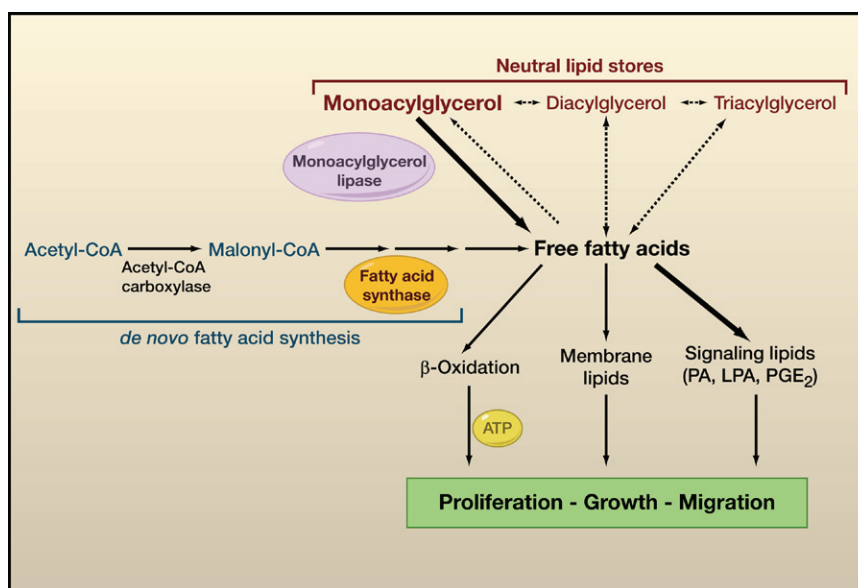 Neutral lipid stores
Monoacylglycerol
Diacylglycerol
Triacylglycerol
Monoacylglycerol
lipase
Acetyl-CoA
Malonyl-CoA
Free fatty acids
Acetyl-CoA
carboxylase
Fatty acid
synthase
de novo fatty acid synthesis
β-Oxidation
Membrane
lipids
Signaling lipids
(PA, LPA, PGE₂)
ATP
Proliferation - Growth - Migration